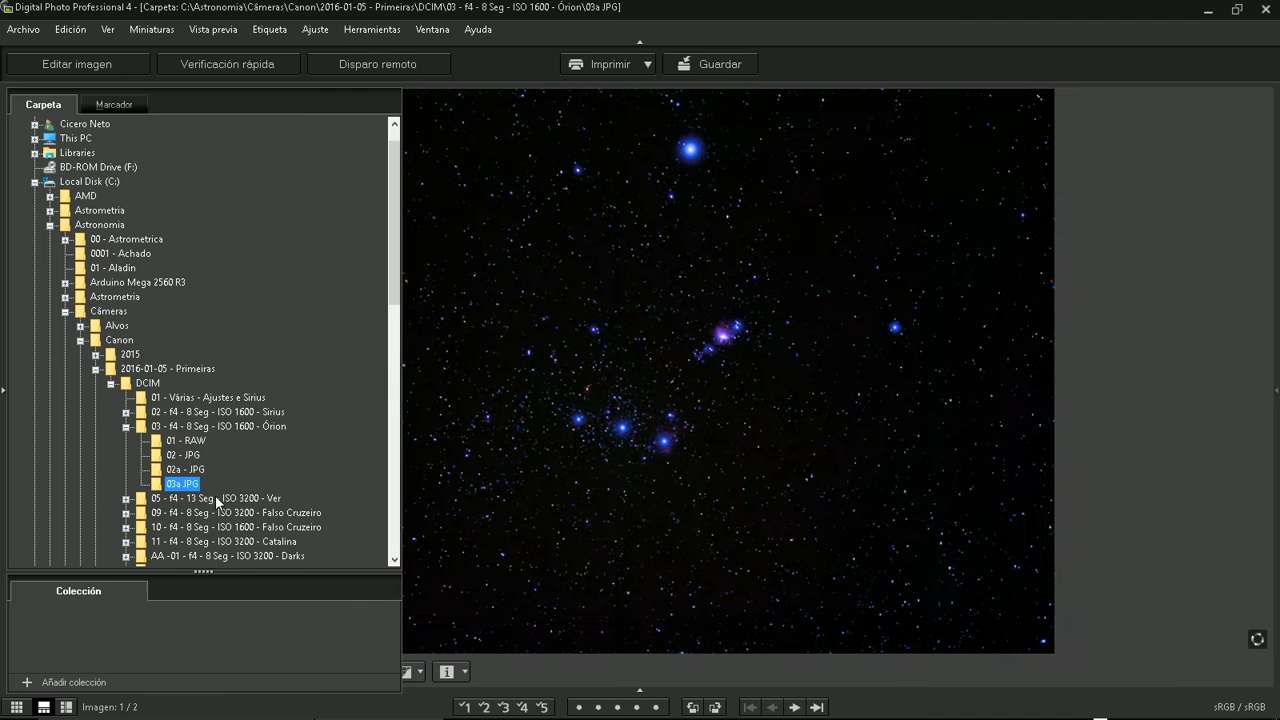 Digital Photo Professional 4 - [Carpeta: C:\Astronomia\Câmeras\Canon\2016-01-05 - Primeiras\DCIM\03 - f4 - 8 Seg - ISO 1600 - Órion\03a JPG]
Archivo Edición Ver Miniaturas Vista previa Etiqueta Ajuste Herramientas Ventana Ayuda
Editar imagen Verificación rápida Disparo remoto Imprimir Guardar
Carpeta Marcador
Cicero Neto
This PC
Libraries
BD-ROM Drive (F:)
Local Disk (C:)
AMD
Astrometria
Astronomia
00 - Astrometrica
0001 - Achado
01 - Aladin
Arduino Mega 2560 R3
Astrometria
Câmeras
Alvos
Canon
2015
2016-01-05 - Primeiras
DCIM
01 - Várias - Ajustes e Sirius
02 - f4 - 8 Seg - ISO 1600 - Sirius
03 - f4 - 8 Seg - ISO 1600 - Órion
01 - RAW
02 - JPG
02a - JPG
03a JPG
05 - f4 - 13 Seg - ISO 3200 - Ver
09 - f4 - 8 Seg - ISO 3200 - Falso Cruzeiro
10 - f4 - 8 Seg - ISO 1600 - Falso Cruzeiro
11 - f4 - 8 Seg - ISO 3200 - Catalina
AA -01 - f4 - 8 Seg - ISO 3200 - Darks
Colección
Añadir colección
Imagen: 1 / 2
1 2 3 4 5
sRGB / sRGB